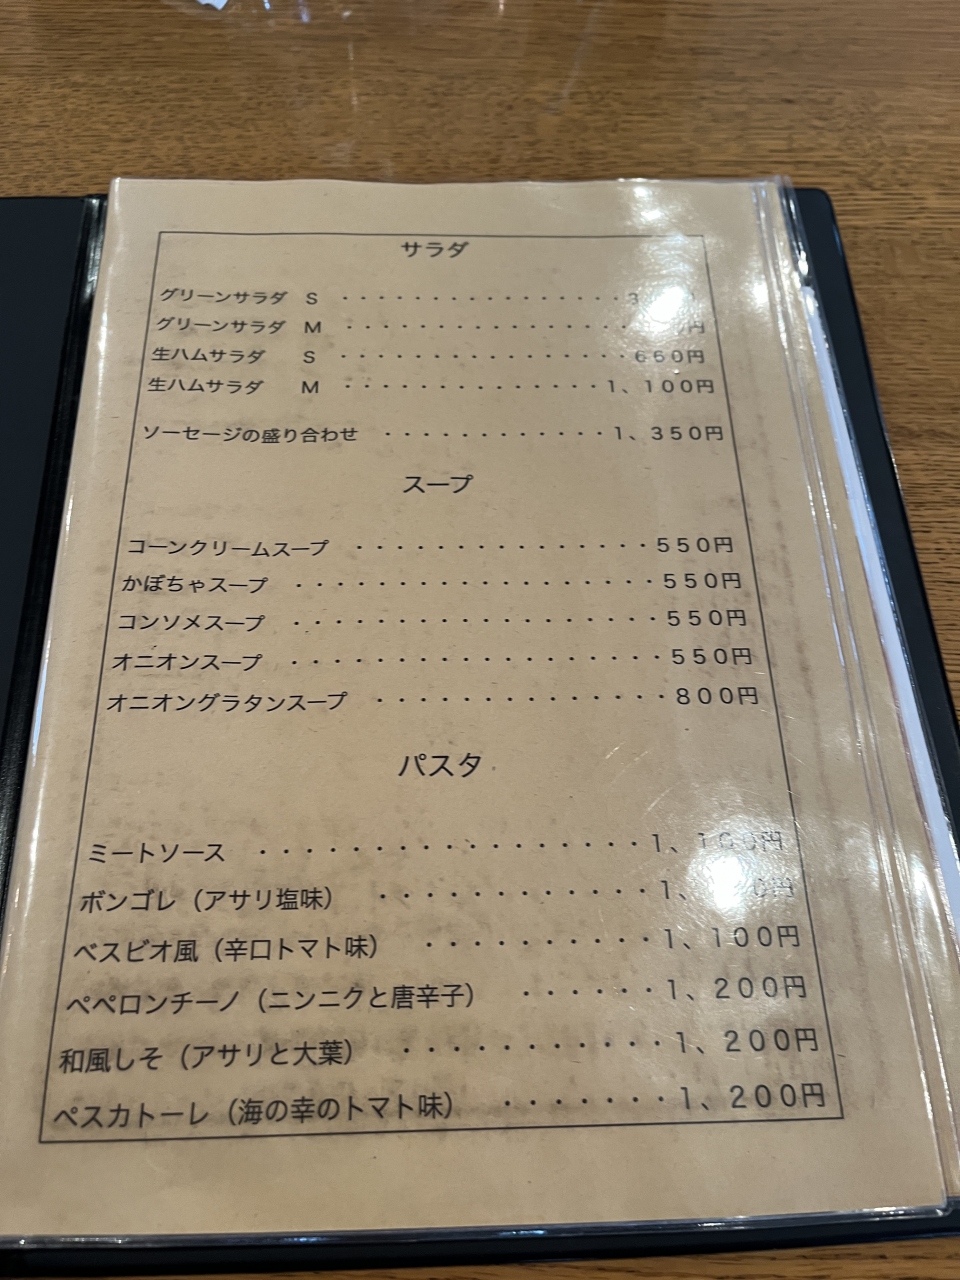 サラダ
グリーンサラダ S ・・・・・・・・・・・・・・・・
グリーンサラダ M ・・・・・・・・・・・・・・・・円
生ハムサラダ S ・・・・・・・・・・・・・・・・660円
生ハムサラダ M ・・・・・・・・・・・・・・・1、100円
ソーセージの盛り合わせ ・・・・・・・・・・・・1、350円
スープ
コーンクリームスープ ・・・・・・・・・・・・・・・550円
かぼちゃスープ ・・・・・・・・・・・・・・・・・・550円
コンソメスープ ・・・・・・・・・・・・・・・・・・550円
オニオンスープ ・・・・・・・・・・・・・・・・・・550円
オニオングラタンスープ ・・・・・・・・・・・・・・800円
パスタ
ミートソース ・・・・・・・・・・・・・・・・・1、100円
ボンゴレ（アサリ塩味） ・・・・・・・・・・・・
ベスビオ風（辛口トマト味） ・・・・・・・・・・1、100円
ペペロンチーノ（ニンニクと唐辛子） ・・・・・・1、200円
和風しそ（アサリと大葉） ・・・・・・・・・・・1、200円
ペスカトーレ（海の幸のトマト味） ・・・・・・・1、200円